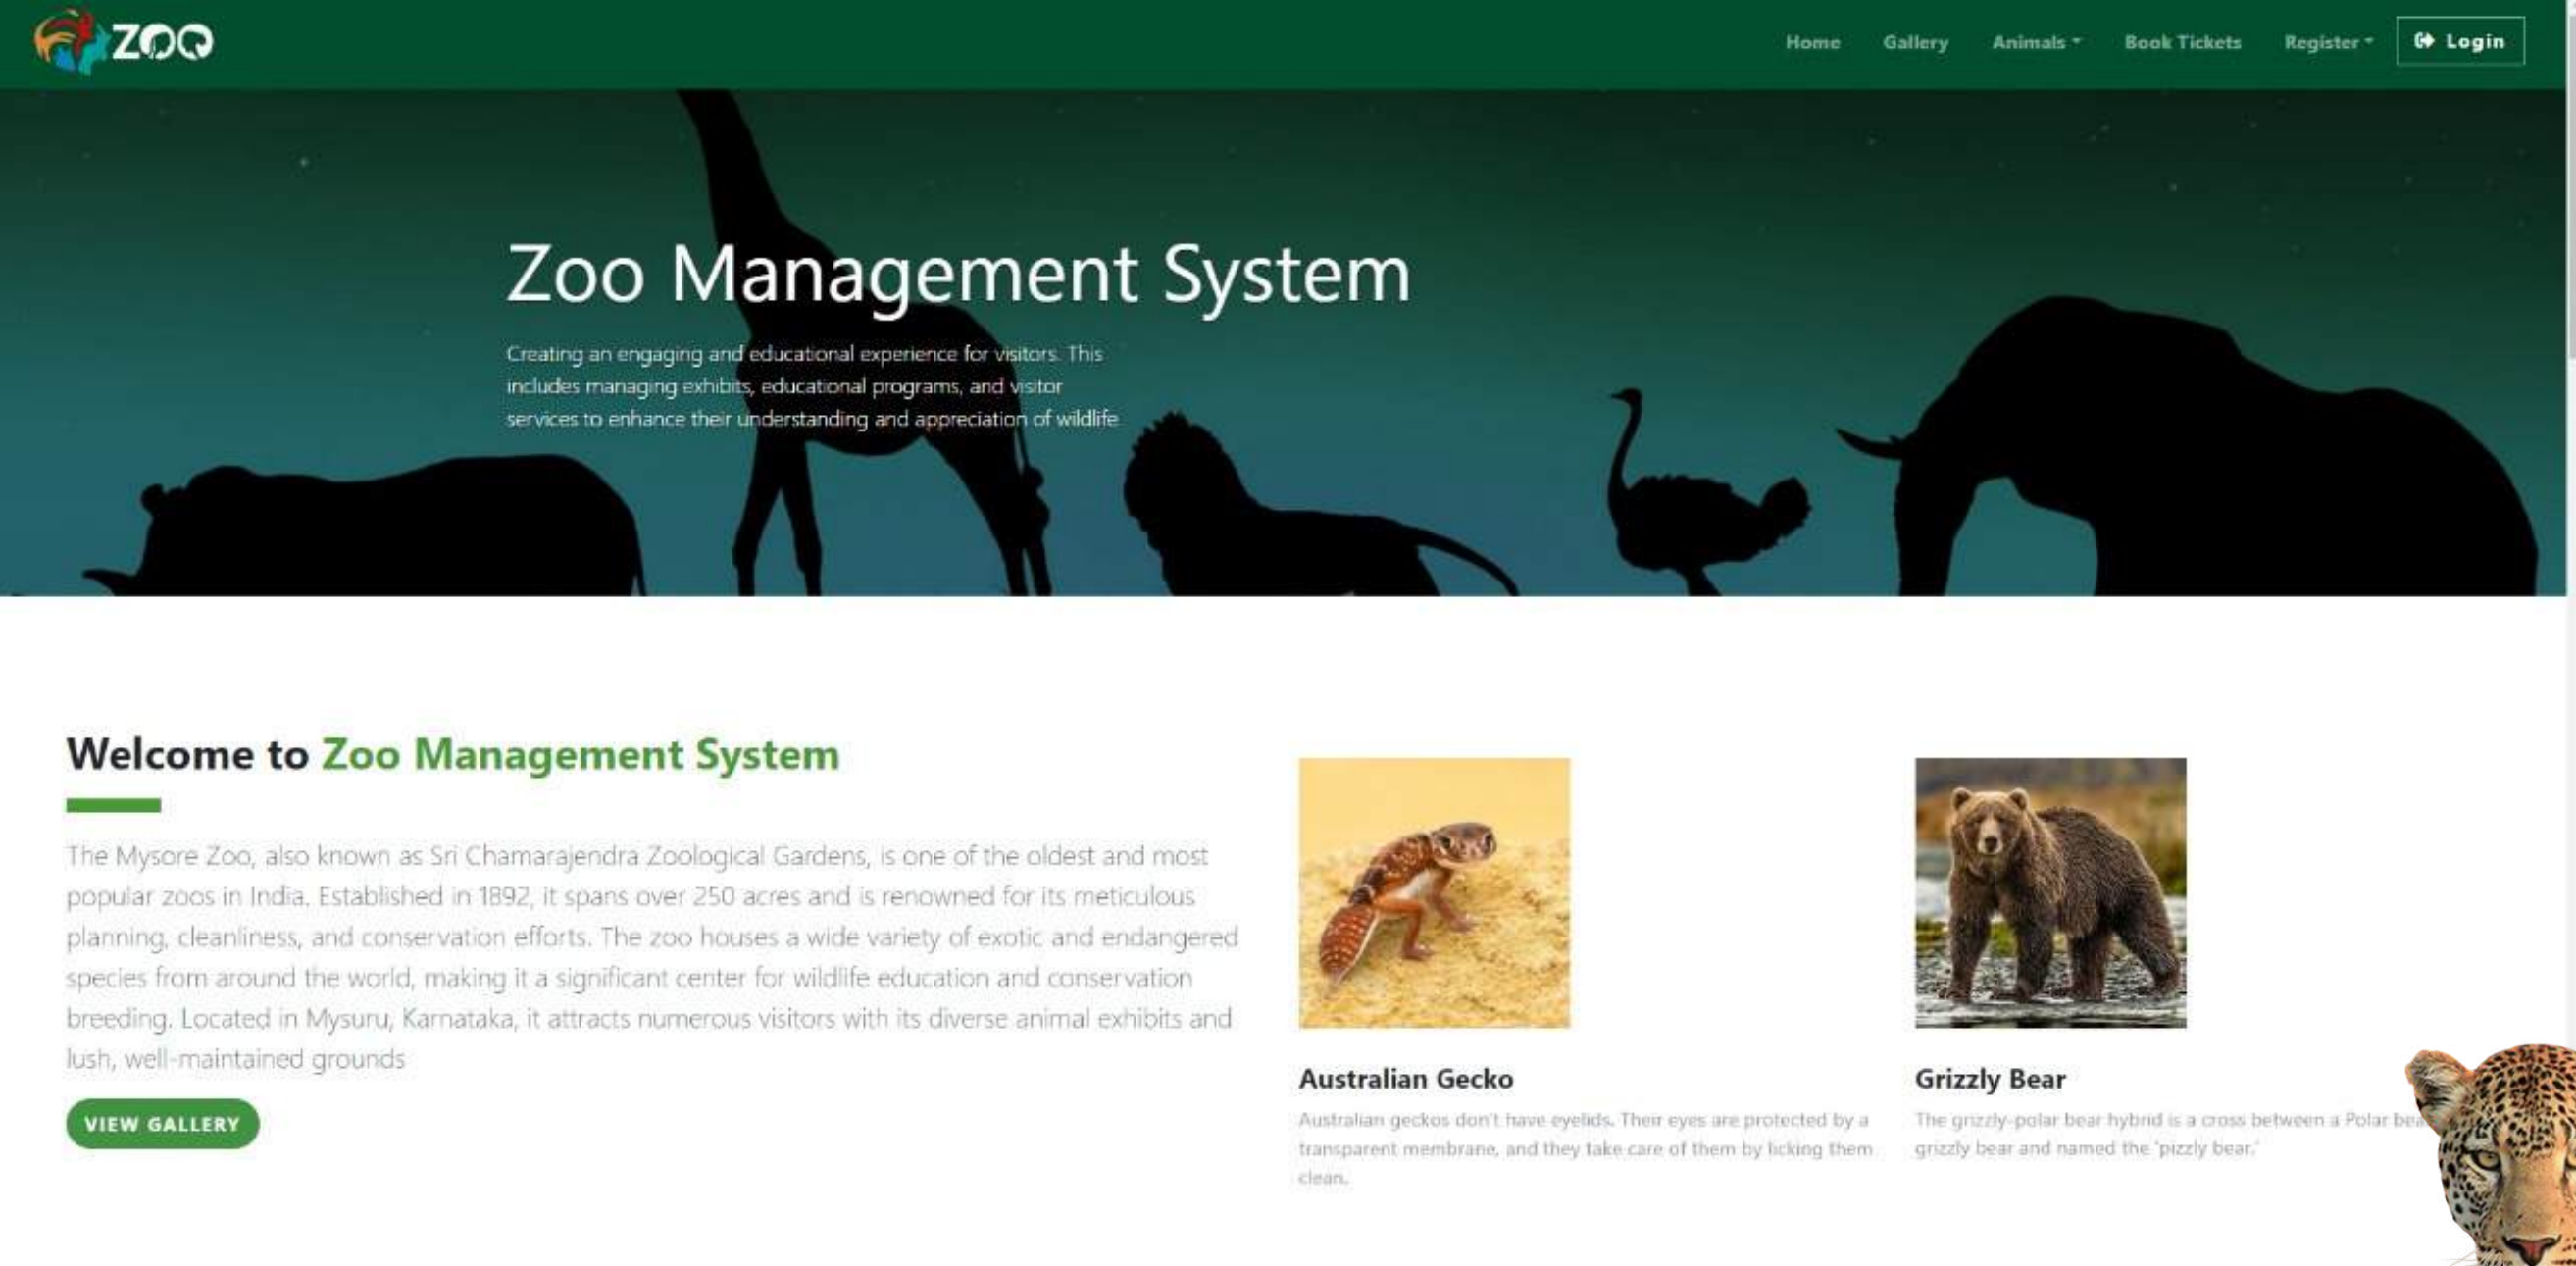 ZOO
Home Gallery Animals Book Tickets Register Login
Zoo Management System
Creating an engaging and educational experience for visitors. This
includes managing exhibits, educational programs, and visitor
services to enhance their understanding and appreciation of wildlife
Welcome to Zoo Management System
The Mysore Zoo, also known as Sri Chamarajendra Zoological Gardens, is one of the oldest and most
popular zoos in India. Established in 1892, it spans over 250 acres and is renowned for its meticulous
planning, cleanliness, and conservation efforts. The zoo houses a wide variety of exotic and endangered
species from around the world, making it a significant center for wildlife education and conservation
breeding. Located in Mysuru, Karnataka, it attracts numerous visitors with its diverse animal exhibits and
lush, well-maintained grounds
VIEW GALLERY
Australian Gecko
Australian geckos don't have eyelids. Their eyes are protected by a
transparent membrane, and they take care of them by licking them
clean.
Grizzly Bear
The grizzly-polar bear hybrid is a cross between a Polar bea
grizzly bear and named the 'pizzly bear.'